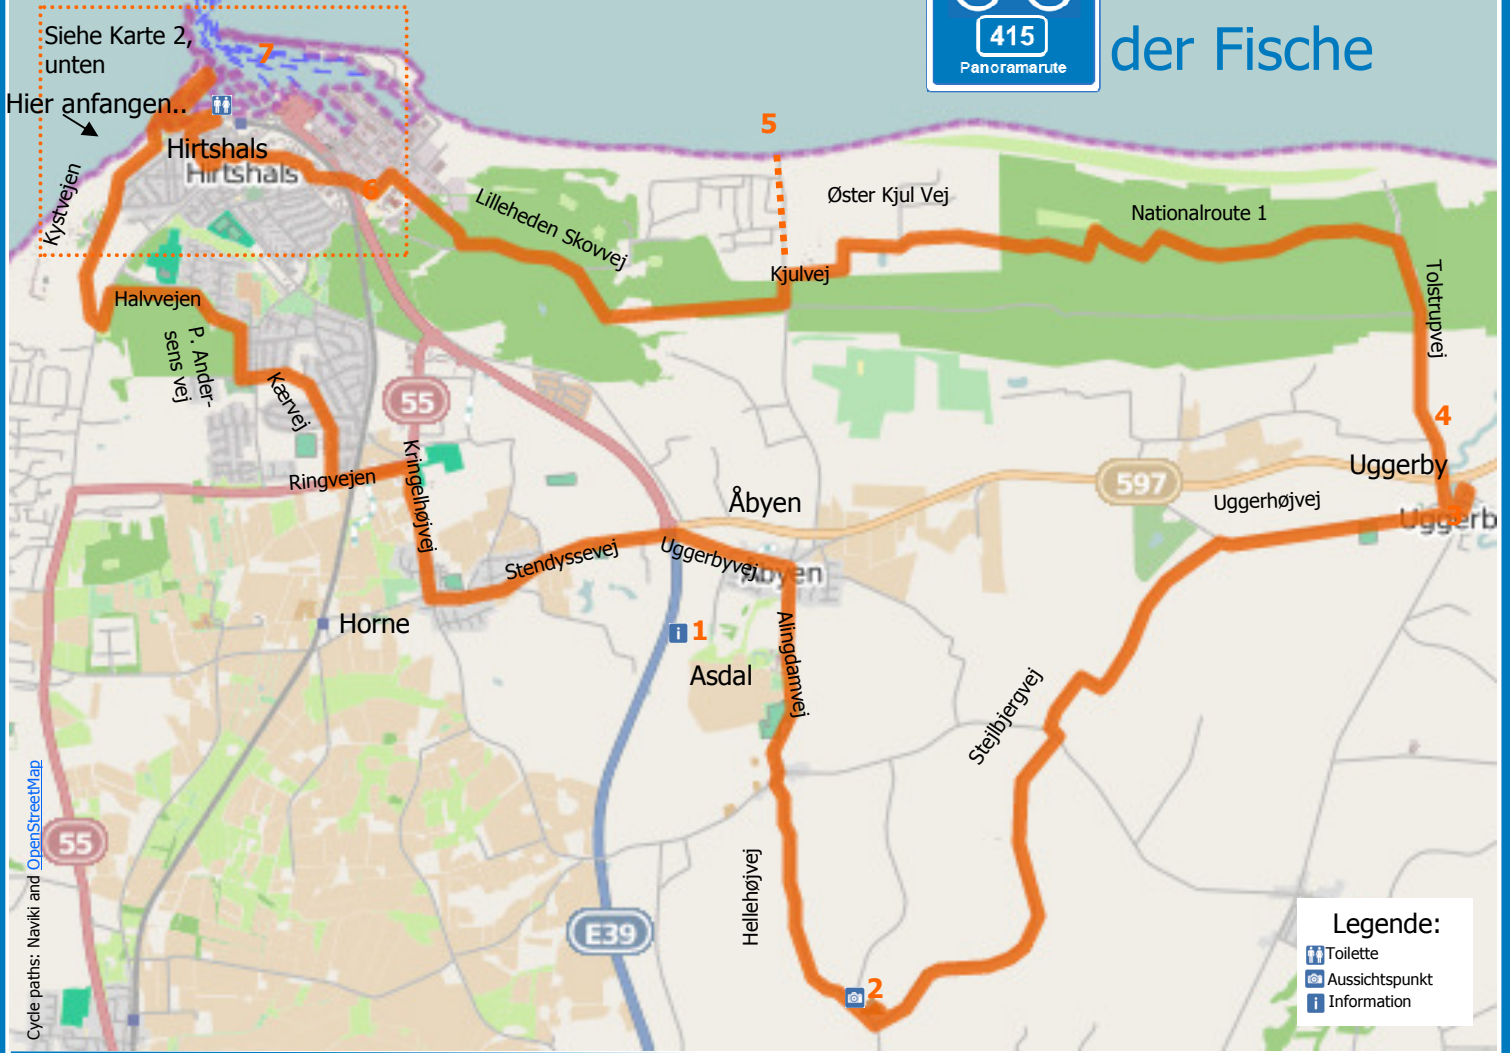 415
Panoramarute
der Fische
Siehe Karte 2,
unten
7
Hier anfangen..
Hirtshals
Hirtshals
Kystvejen
6
5
Lilleheden Skovvej
Øster Kjul Vej
Nationalroute 1
Kjulvej
Tolstrupvej
Halvvejen
P. Ander-
sens vej
Kærvej
55
4
Kringelhøjvej
Ringvejen
Uggerby
597
Uggerhøjvej
Åbyen
3
Uggerb
Stendyssevej
Uggerbyvej
Åbyen
Horne
1
Alingdamvej
Asdal
Stejlbjergvej
Cycle paths: Naviki and OpenStreetMap
55
Hellehøjvej
E39
2
Legende:
Toilette
Aussichtspunkt
i Information